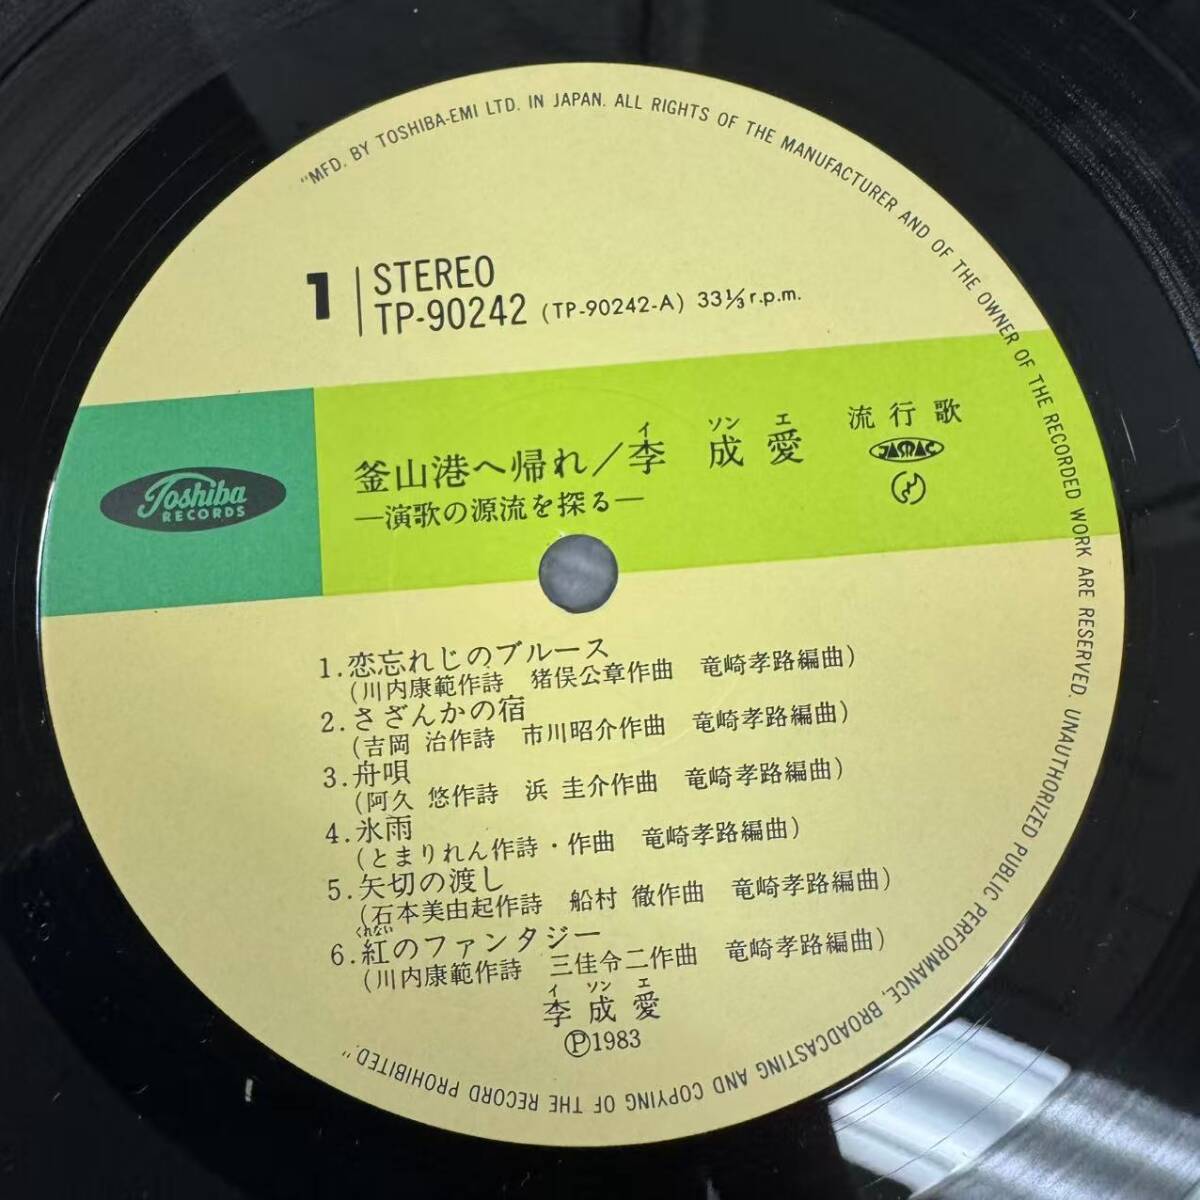 "MFD. BY TOSHIBA-EMI LTD. IN JAPAN. ALL RIGHTS OF THE MANUFACTURER AND OF THE OWNER OF THE RECORDED WORK ARE RESERVED. UNAUTHORIZED PUBLIC PERFORMANCE, BROADCASTING AND COPYING OF THE RECORD PROHIBITED."
1 STEREO
TP-90242 (TP-90242-A) 33⅓ r.p.m.
Toshiba
RECORDS
イ ソン エ
釜山港へ帰れ/李 成 愛 流行歌
―演歌の源流を探る―
JASRAC
1.恋忘れじのブルース
(川内康範作詩 猪俣公章作曲 竜崎孝路編曲)
2.さざんかの宿
(吉岡 治作詩 市川昭介作曲 竜崎孝路編曲)
3.舟唄
(阿久 悠作詩 浜 圭介作曲 竜崎孝路編曲)
4.氷雨
(とまりれん作詩・作曲 竜崎孝路編曲)
5.矢切の渡し
(石本美由起作詩 船村 徹作曲 竜崎孝路編曲)
くれない
6.紅のファンタジー
(川内康範作詩 三佳令二作曲 竜崎孝路編曲)
イ ソン エ
李 成 愛
Ⓟ1983